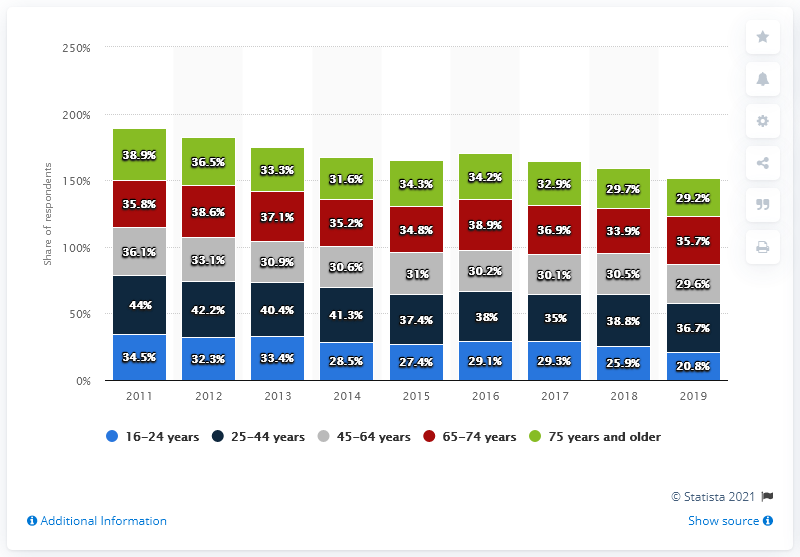 250%
200%
150%
100%
50%
0%
Share of respondents
38.9% 36.5% 33.3% 31.6% 34.3% 34.2% 32.9% 29.7% 29.2%
35.8% 38.6% 37.1% 35.2% 34.8% 38.9% 36.9% 33.9% 35.7%
36.1% 33.1% 30.9% 30.6% 31% 30.2% 30.1% 30.5% 29.6%
44% 42.2% 40.4% 41.3% 37.4% 38% 35% 38.8% 36.7%
34.5% 32.3% 33.4% 28.5% 27.4% 29.1% 29.3% 25.9% 20.8%
2011 2012 2013 2014 2015 2016 2017 2018 2019
16-24 years 25-44 years 45-64 years 65-74 years 75 years and older
© Statista 2021
Additional Information Show source